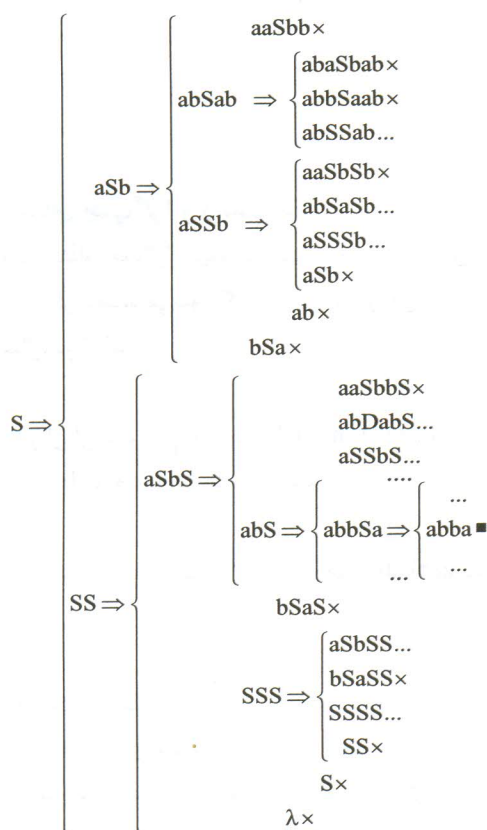 aaSbb×
abaSbab×
abSab ⇒ abbSaab×
abSSab...
aSb ⇒ aaSbSb×
abSaSb...
aSSb ⇒ aSSSb...
aSb×
ab×
bSa×
S ⇒
aaSbbS×
abDabS...
aSbS ⇒ aSSbS...
....
...
abS ⇒ abbSa ⇒ abba ■
... ...
SS ⇒
bSaS×
aSbSS...
bSaSS×
SSS ⇒ SSSS...
SS×
S×
λ×